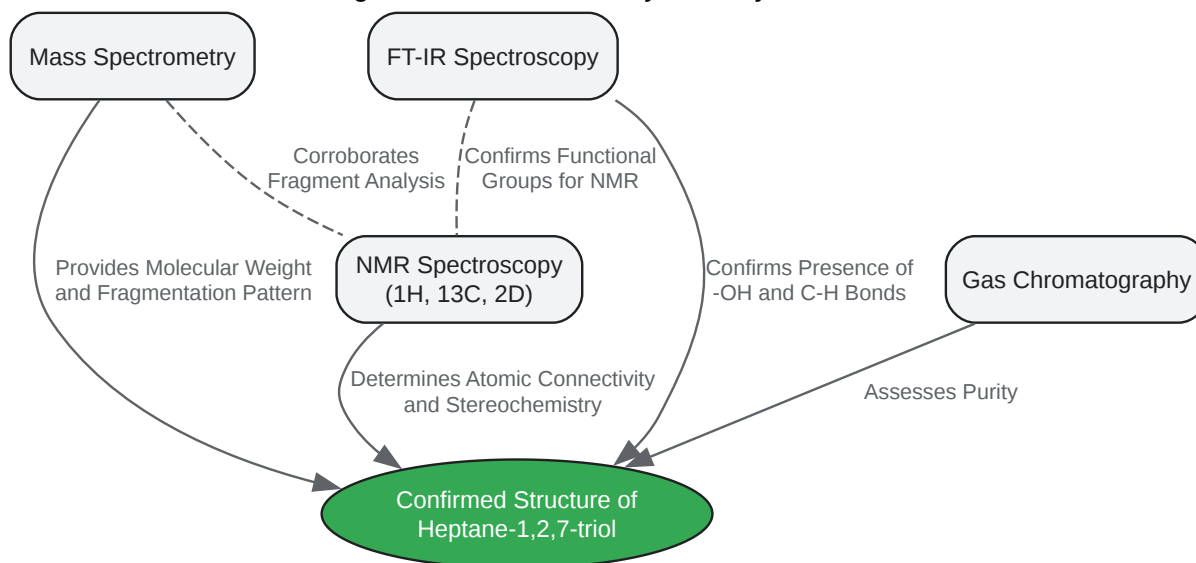 Mass Spectrometry
FT-IR Spectroscopy
Corroborates
Fragment Analysis
Confirms Functional
Groups for NMR
Provides Molecular Weight
and Fragmentation Pattern
NMR Spectroscopy
(1H, 13C, 2D)
Confirms Presence of
-OH and C-H Bonds
Gas Chromatography
Determines Atomic Connectivity
and Stereochemistry
Assesses Purity
Confirmed Structure of
Heptane-1,2,7-triol